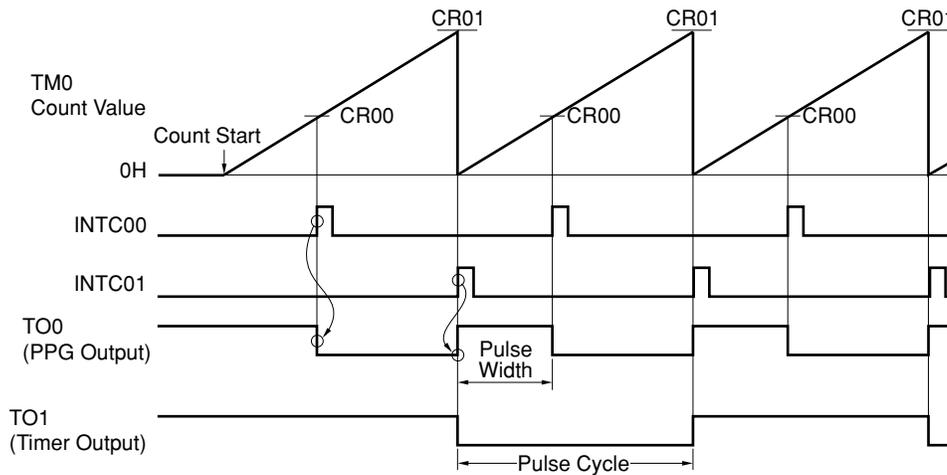 CR01
CR01
CR01
TM0
Count Value
CR00
CR00
CR00
Count Start
0H
INTC00
INTC01
TO0
(PPG Output)
Pulse
Width
TO1
(Timer Output)
Pulse Cycle